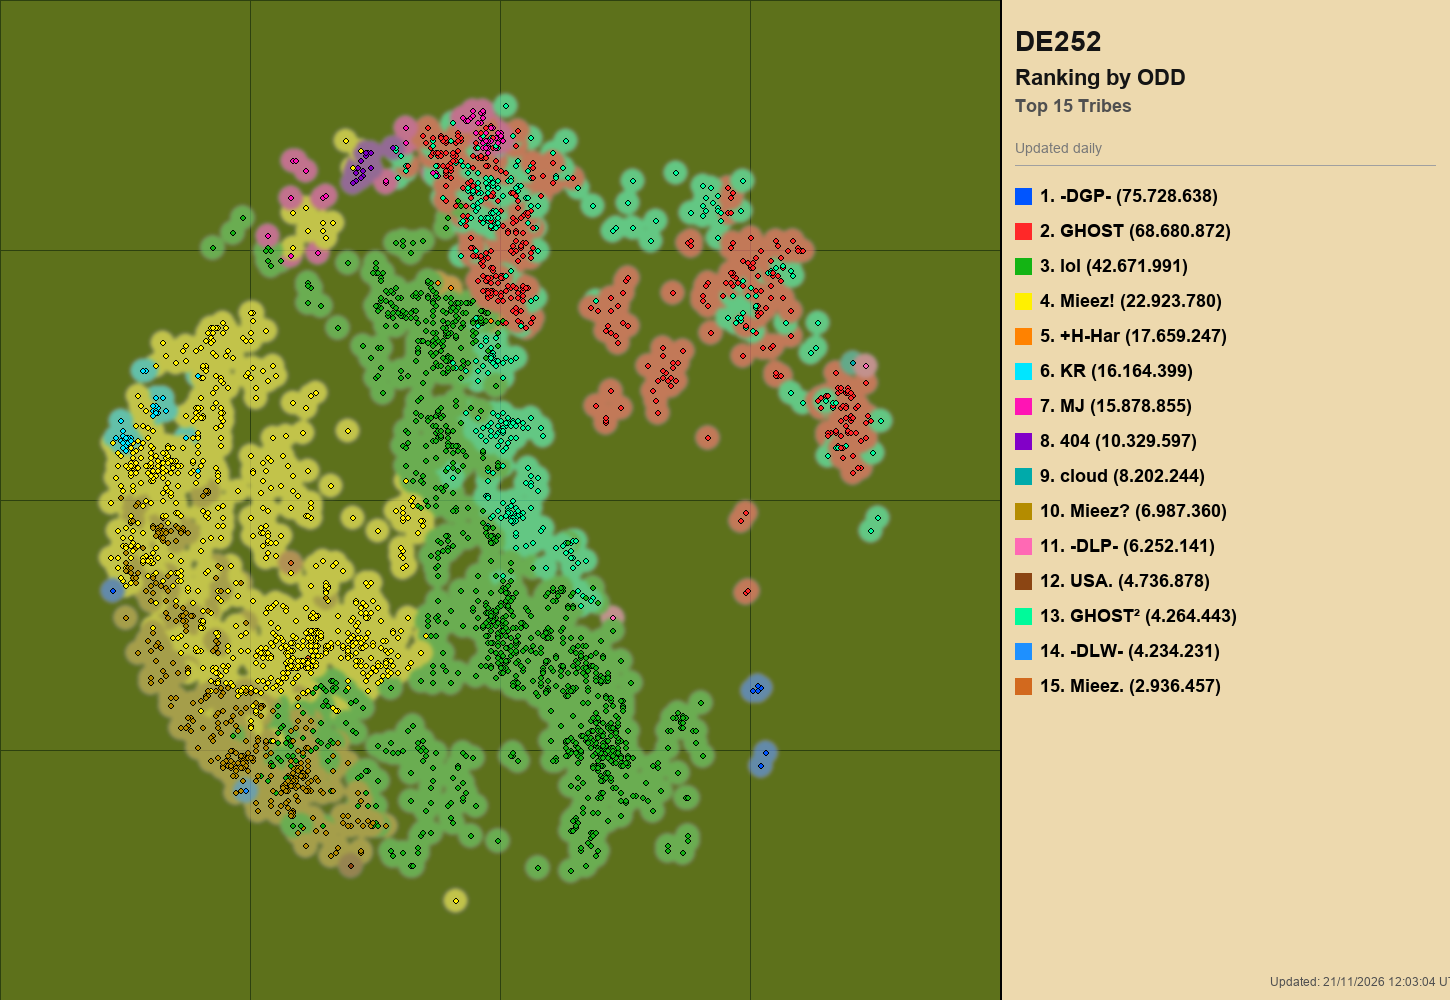 DE252
Ranking by ODD
Top 15 Tribes
Updated daily
1. -DGP- (75.728.638)
2. GHOST (68.680.872)
3. lol (42.671.991)
4. Mieez! (22.923.780)
5. +H-Har (17.659.247)
6. KR (16.164.399)
7. MJ (15.878.855)
8. 404 (10.329.597)
9. cloud (8.202.244)
10. Mieez? (6.987.360)
11. -DLP- (6.252.141)
12. USA. (4.736.878)
13. GHOST² (4.264.443)
14. -DLW- (4.234.231)
15. Mieez. (2.936.457)
Updated: 21/11/2026 12:03:04